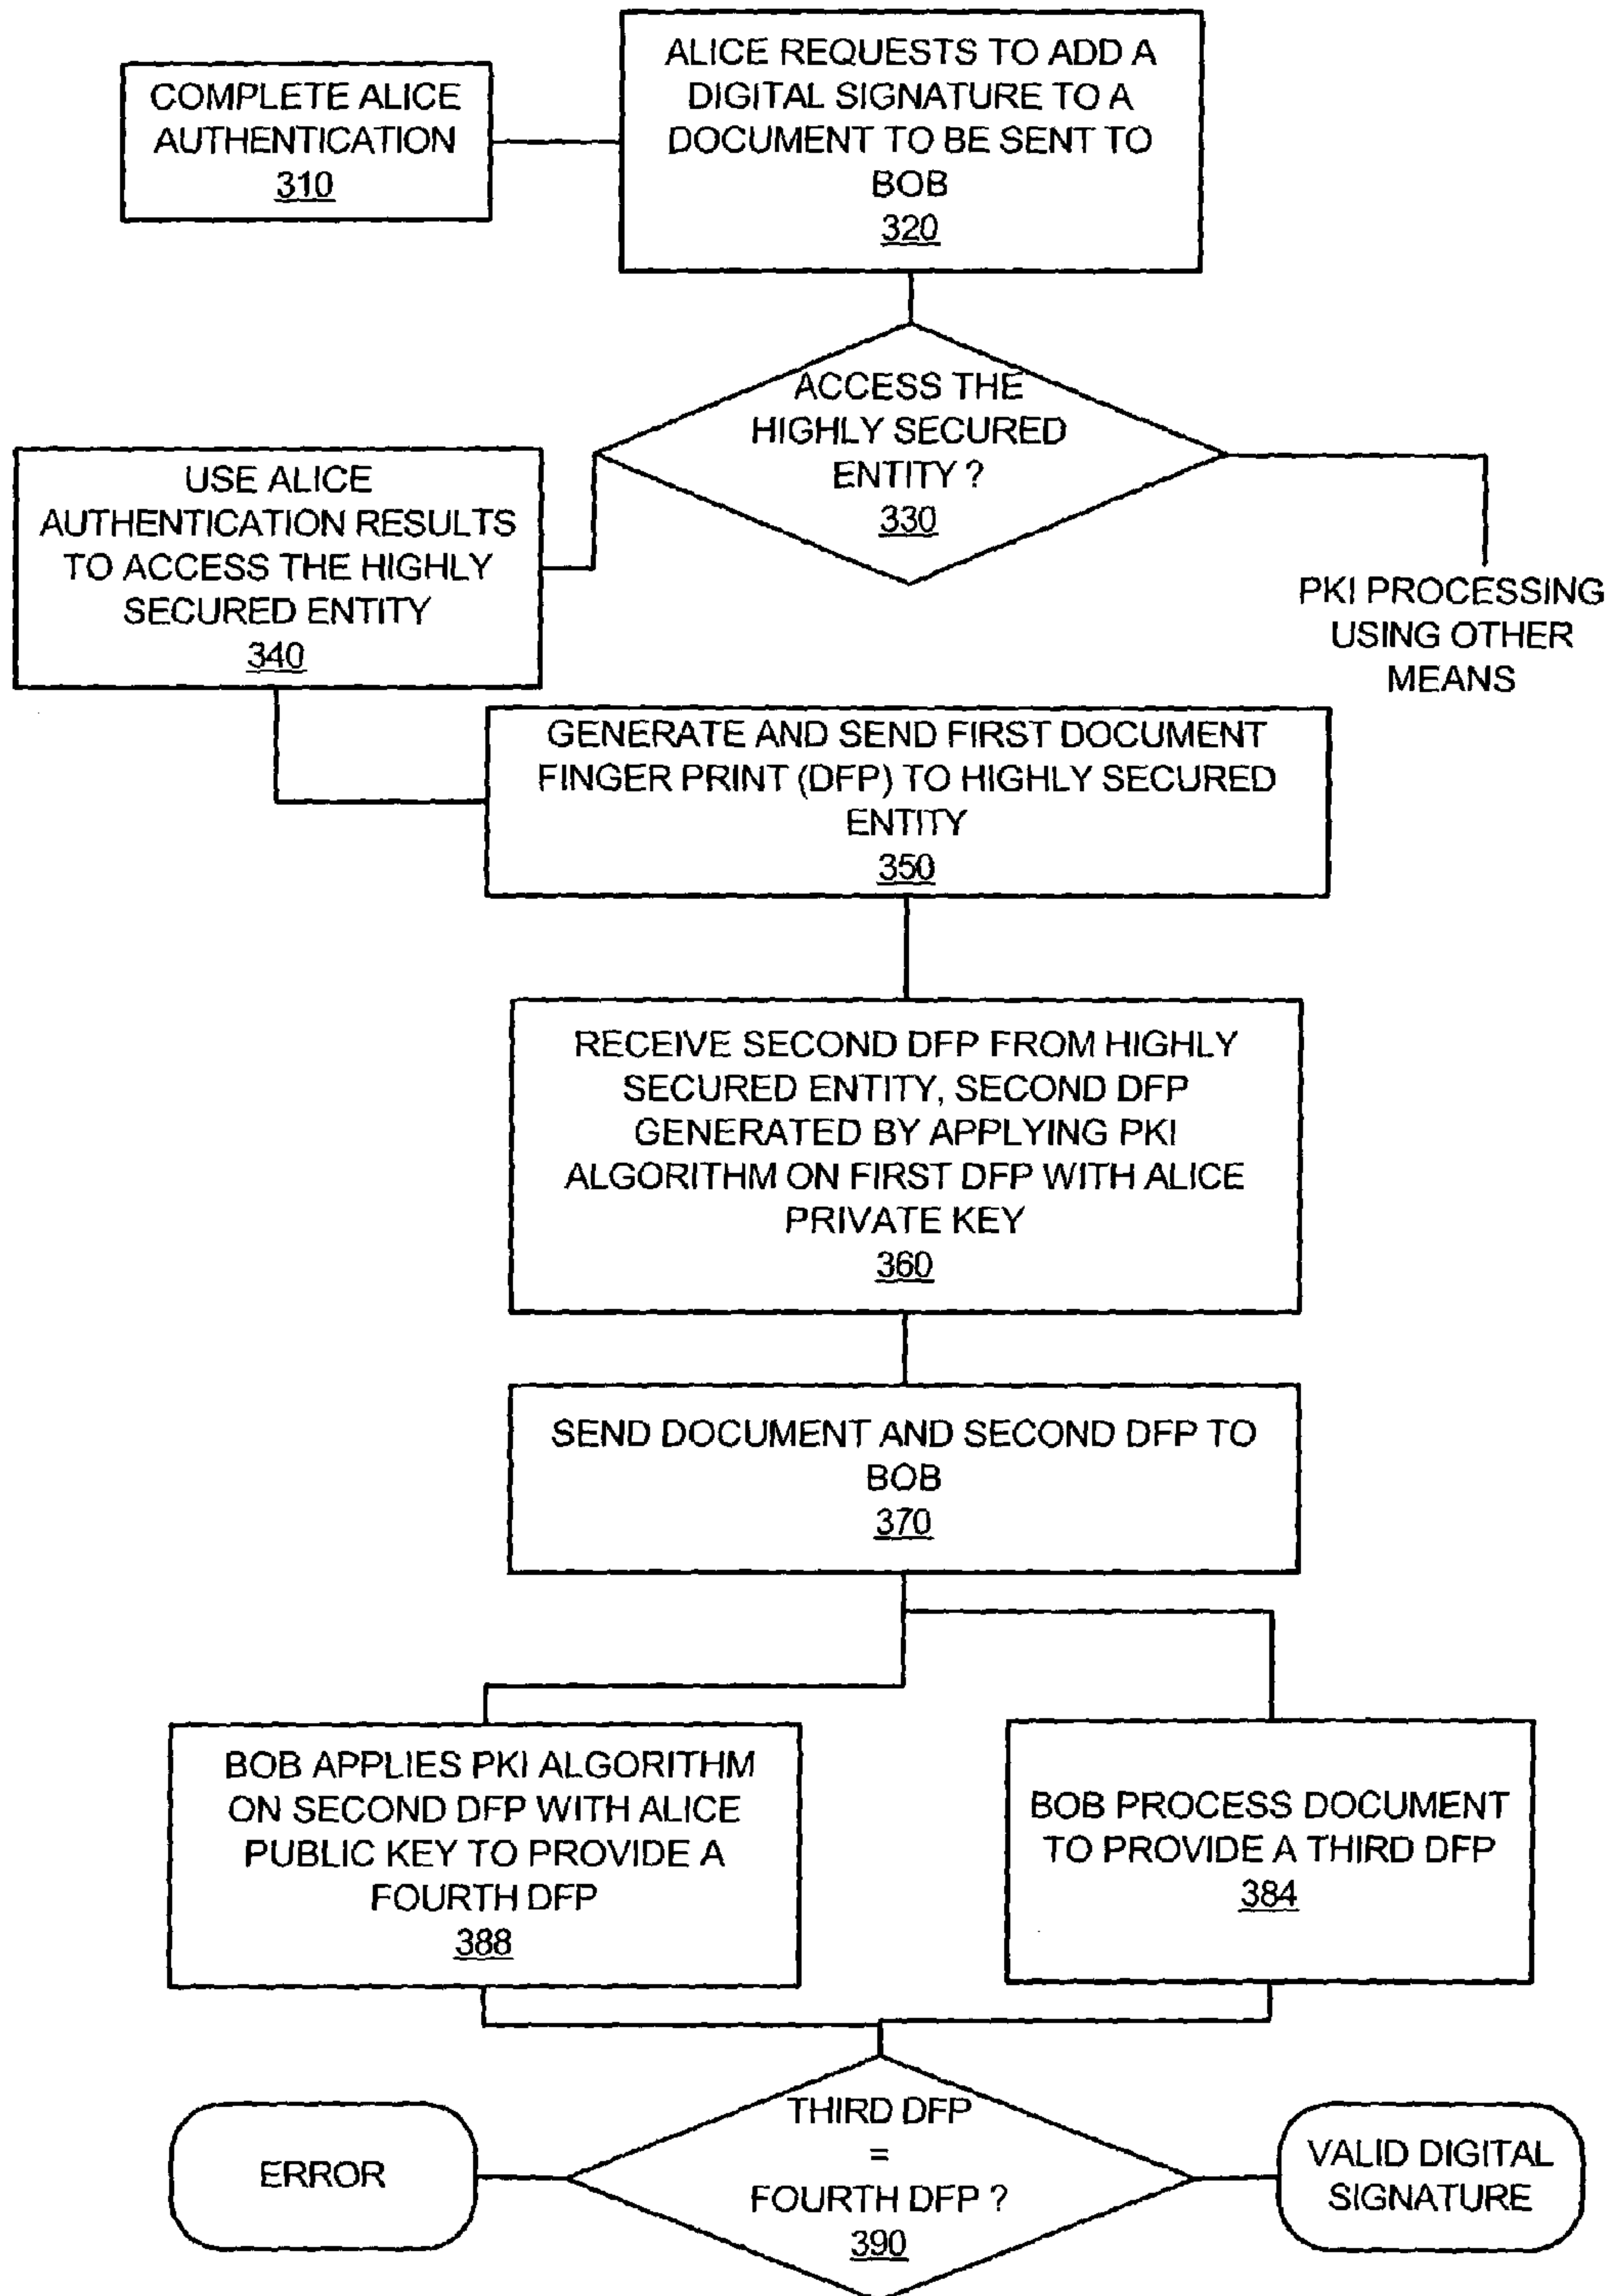 COMPLETE ALICE
AUTHENTICATION
310
ALICE REQUESTS TO ADD A
DIGITAL SIGNATURE TO A
DOCUMENT TO BE SENT TO
BOB
320
ACCESS THE
HIGHLY SECURED
ENTITY ?
330
USE ALICE
AUTHENTICATION RESULTS
TO ACCESS THE HIGHLY
SECURED ENTITY
340
PKI PROCESSING
USING OTHER
MEANS
GENERATE AND SEND FIRST DOCUMENT
FINGER PRINT (DFP) TO HIGHLY SECURED
ENTITY
350
RECEIVE SECOND DFP FROM HIGHLY
SECURED ENTITY, SECOND DFP
GENERATED BY APPLYING PKI
ALGORITHM ON FIRST DFP WITH ALICE
PRIVATE KEY
360
SEND DOCUMENT AND SECOND DFP TO
BOB
370
BOB APPLIES PKI ALGORITHM
ON SECOND DFP WITH ALICE
PUBLIC KEY TO PROVIDE A
FOURTH DFP
388
BOB PROCESS DOCUMENT
TO PROVIDE A THIRD DFP
384
ERROR
THIRD DFP
=
FOURTH DFP ?
390
VALID DIGITAL
SIGNATURE